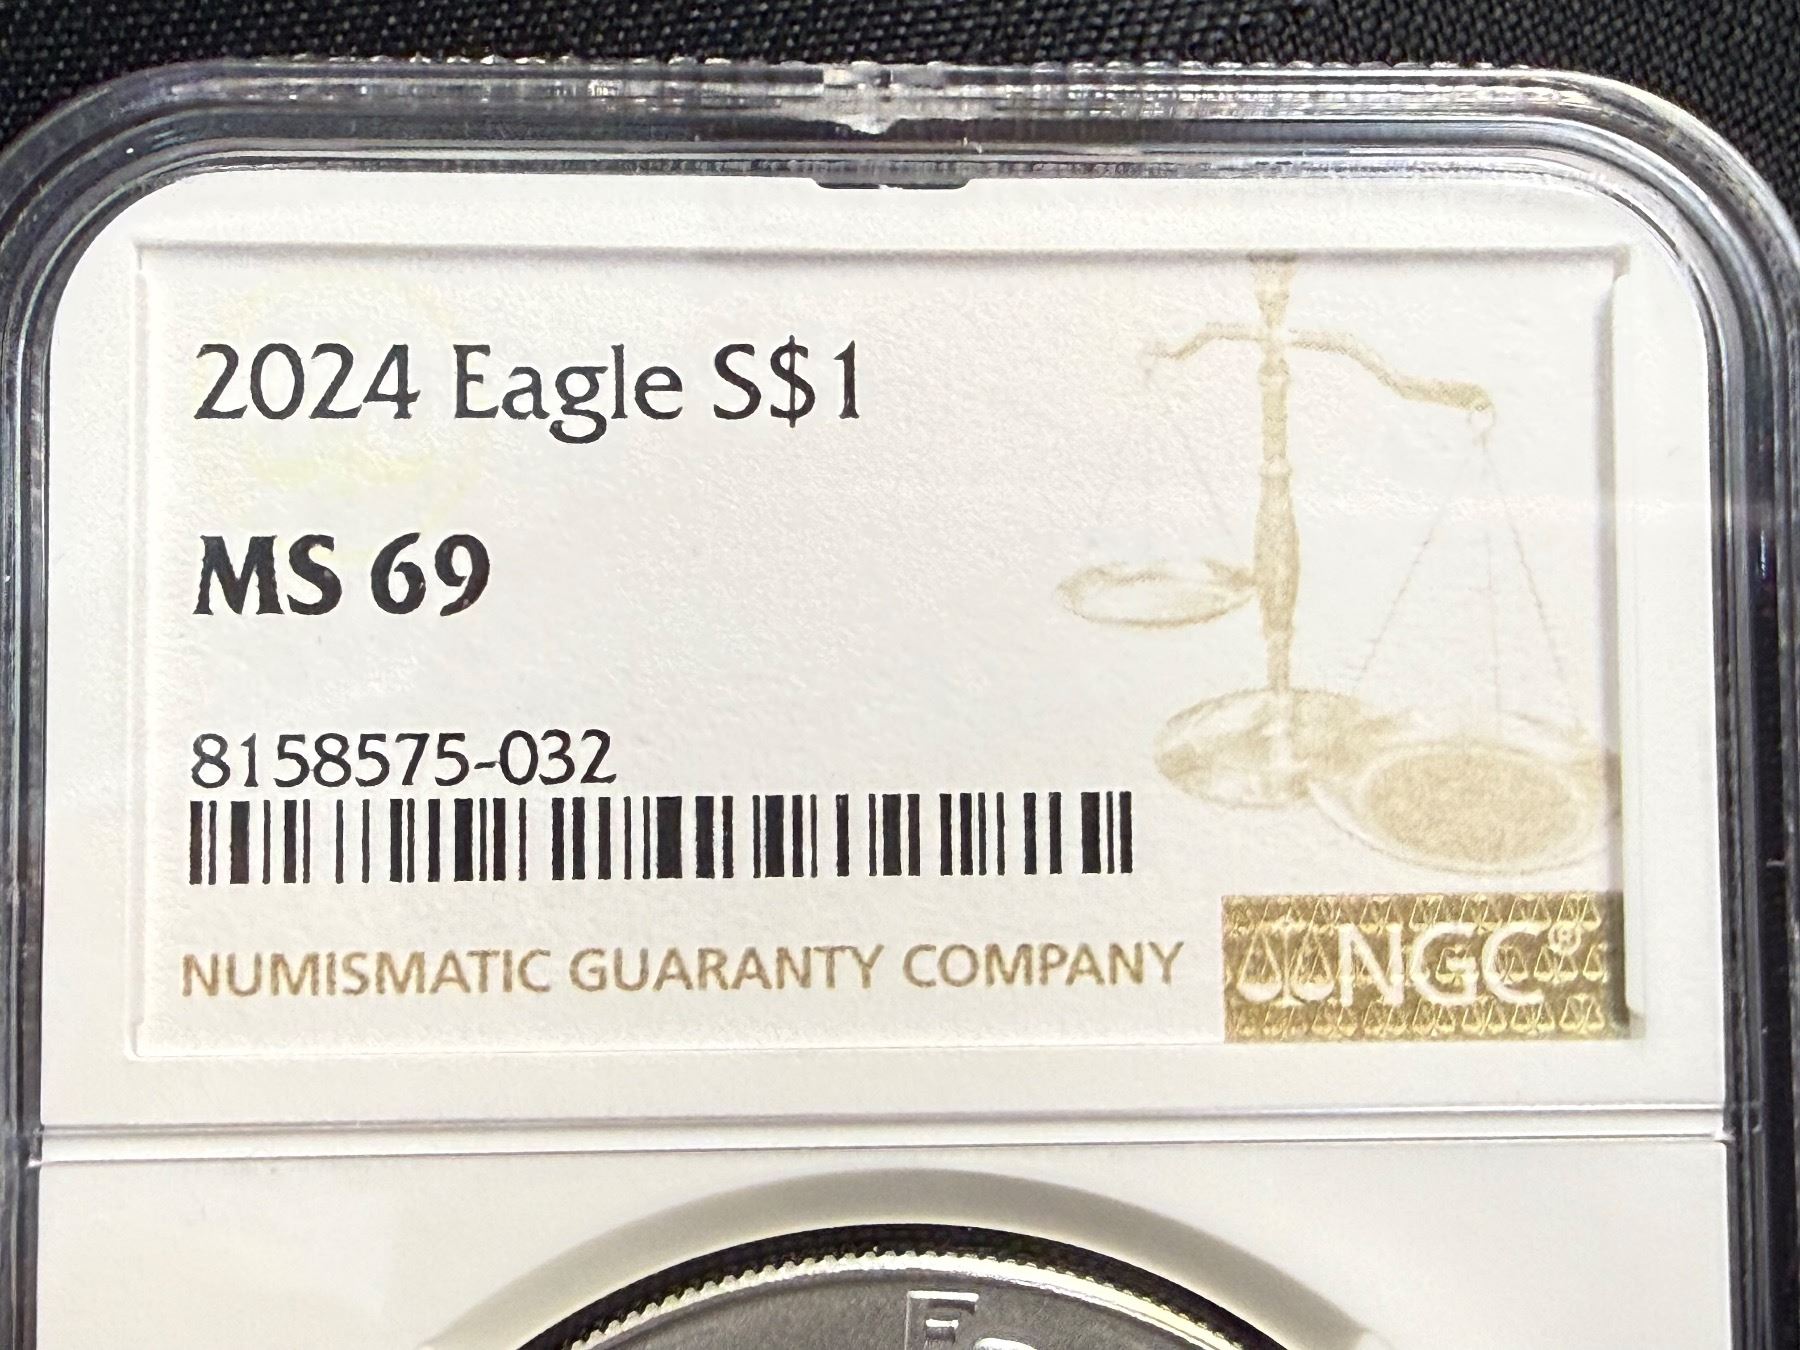 2024 Eagle S$1
MS 69
8158575-032
NUMISMATIC GUARANTY COMPANY
NGC®